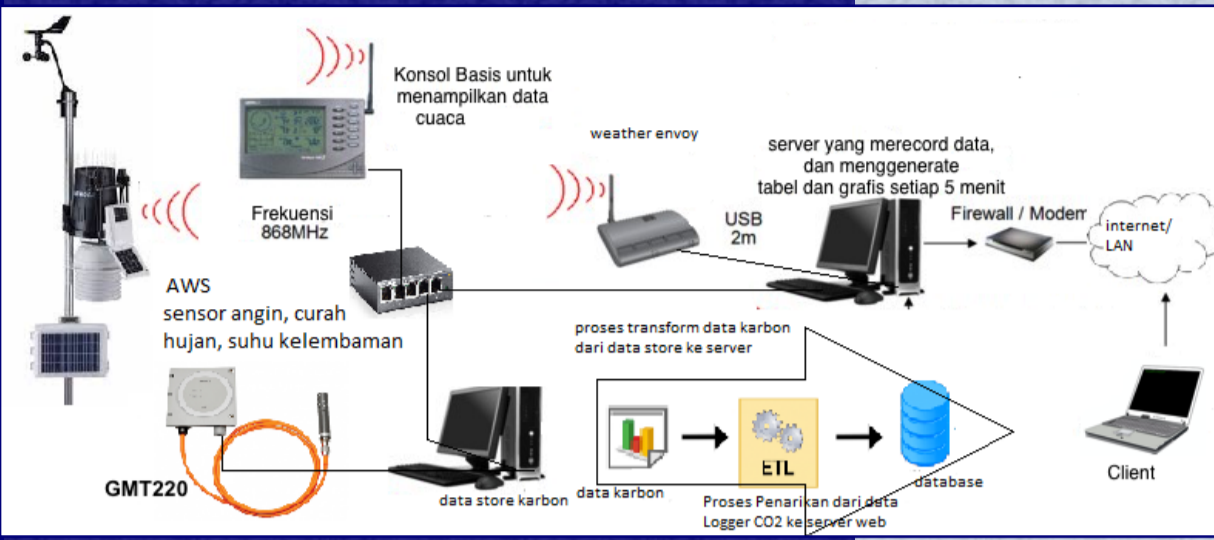 Konsol Basis untuk
menampilkan data
cuaca
weather envoy
server yang merecord data,
dan menggenerate
tabel dan grafis setiap 5 menit
Frekuensi
868MHz
USB
2m
Firewall / Modem
internet/
LAN
AWS
sensor angin, curah
hujan, suhu kelembaman
proses transform data karbon
dari data store ke server
GMT220
data store karbon
data karbon
ETL
Proses Penarikan dari data
Logger CO2 ke server web
database
Client